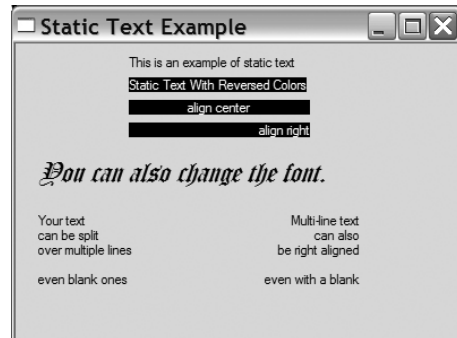 Static Text Example
This is an example of static text
Static Text With Reversed Colors
align center
align right
You can also change the font.
Your text
can be split
over multiple lines
even blank ones
Multi-line text
can also
be right aligned
even with a blank